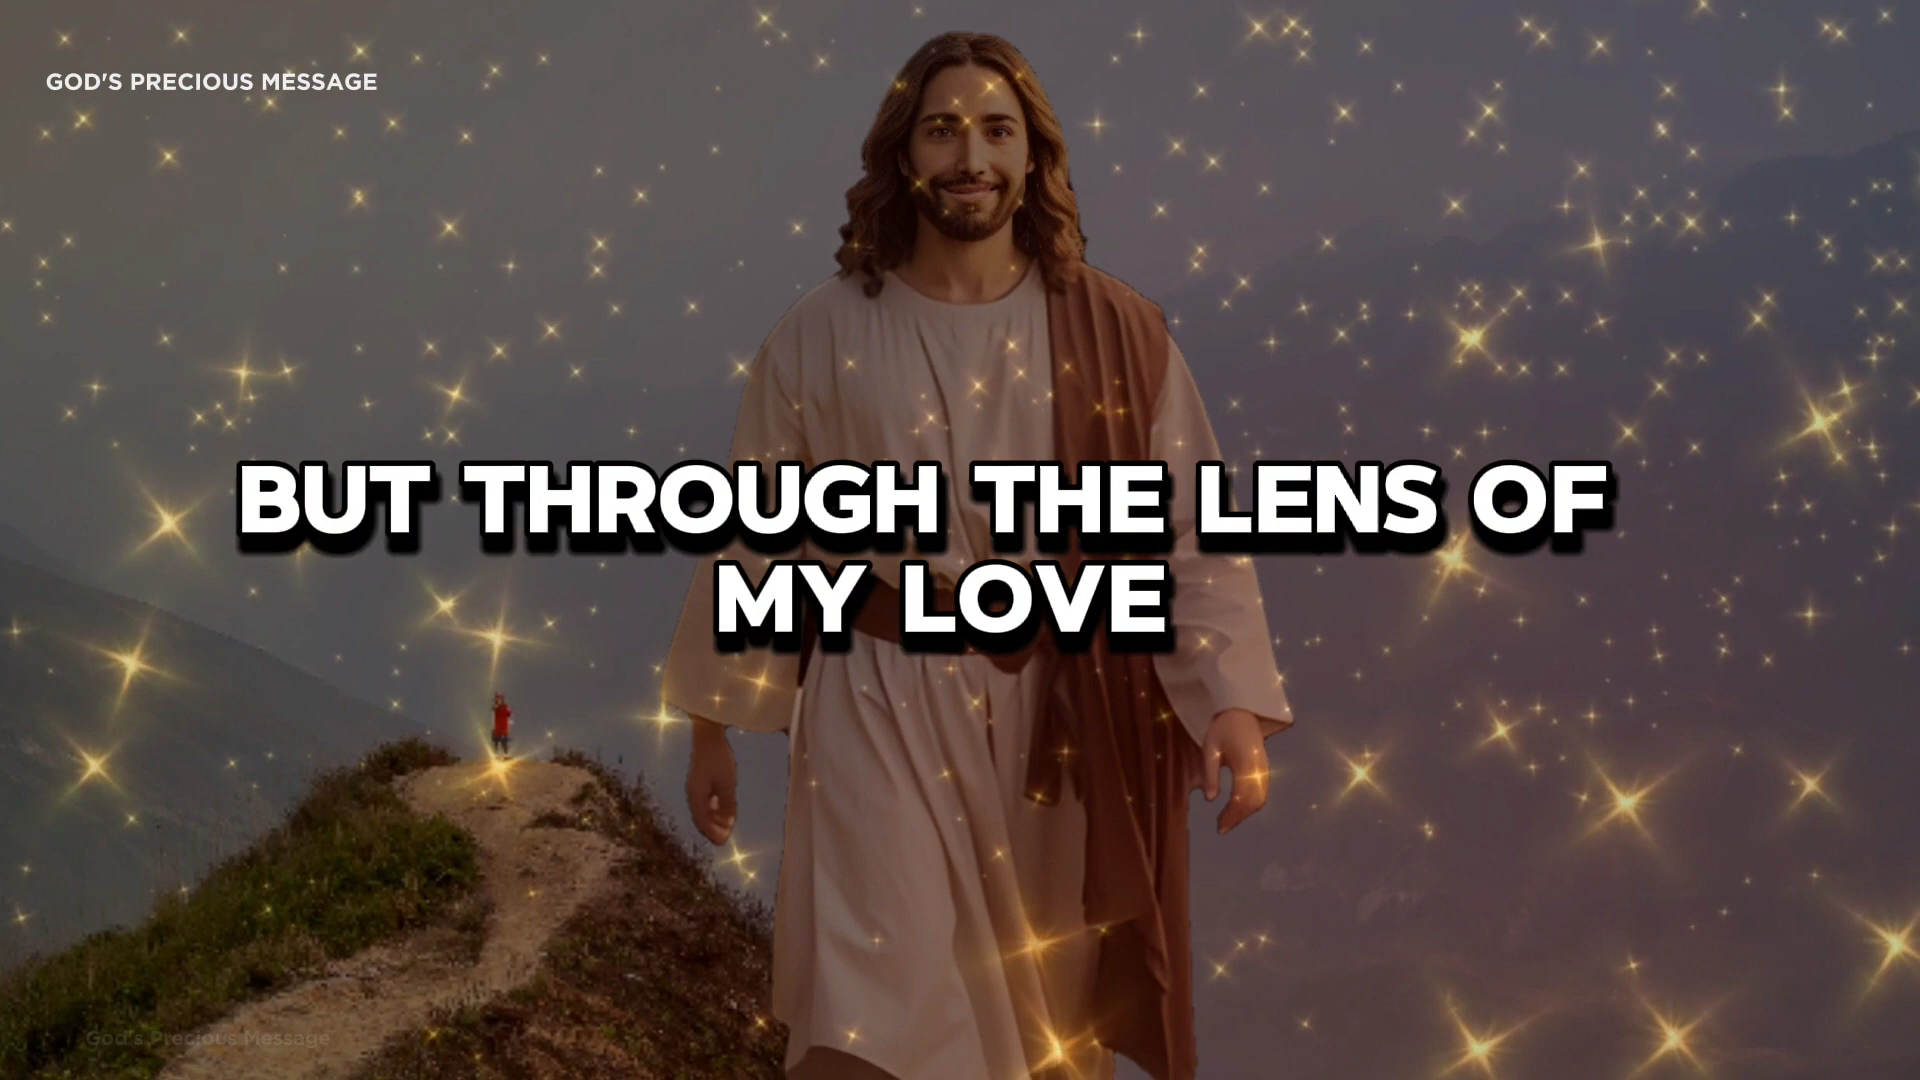 GOD'S PRECIOUS MESSAGE
BUT THROUGH THE LENS OF
MY LOVE
God's Precious Message